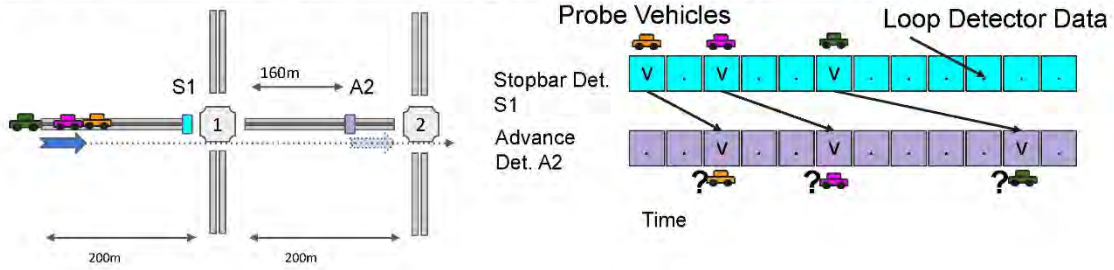 Probe Vehicles
Loop Detector Data
S1
160m
A2
1
2
200m
200m
Stopbar Det.
S1
V . V . . V . . . . . .
Advance
Det. A2
. . V . . V . . . . V .
? ? ?
Time